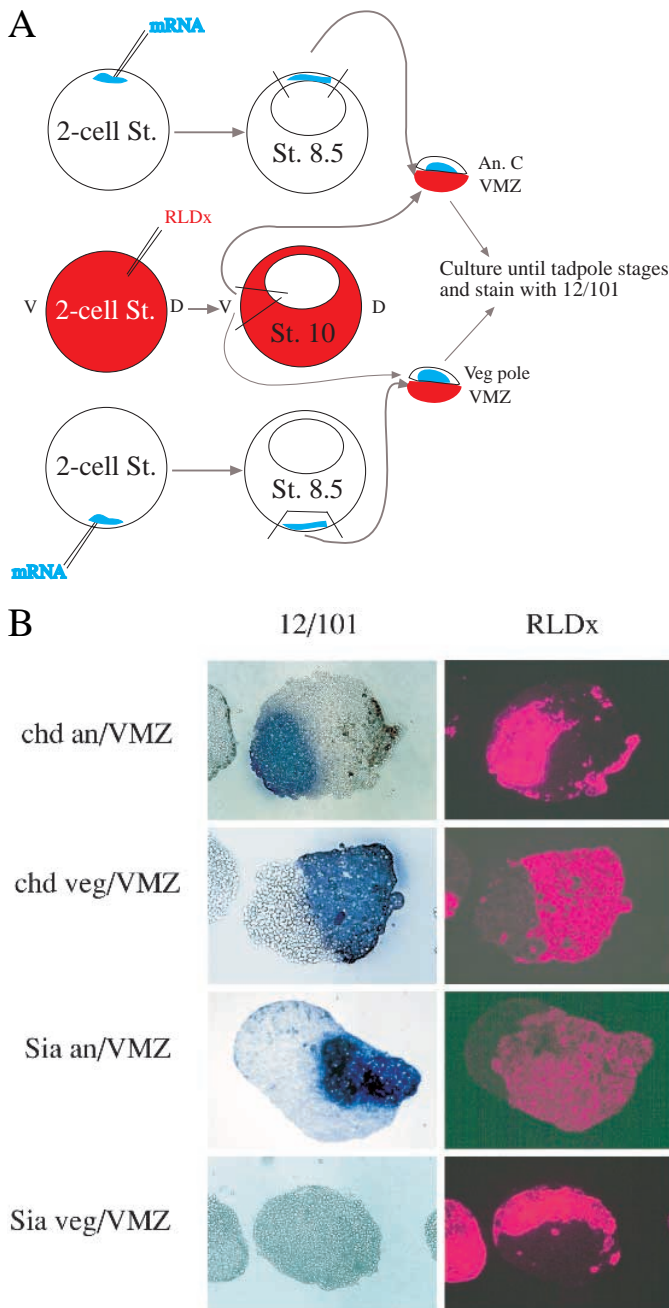 A
mRNA
2-cell St.
St. 8.5
An. C
VMZ
RLDx
V
2-cell St.
D
V
St. 10
D
Culture until tadpole stages
and stain with 12/101
Veg pole
VMZ
2-cell St.
St. 8.5
mRNA
B
12/101
RLDx
chd an/VMZ
chd veg/VMZ
Sia an/VMZ
Sia veg/VMZ